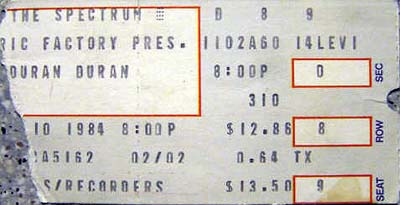 THE SPECTRUM D 8 9
RIC FACTORY PRES. 1102A60 14LEVI
DURAN DURAN 8:00P 0 SEC
310
10 1984 8:00P $12.86 8 ROW
A5162 02/02 0.64 TX
S/RECORDERS $13.50 9 SEAT